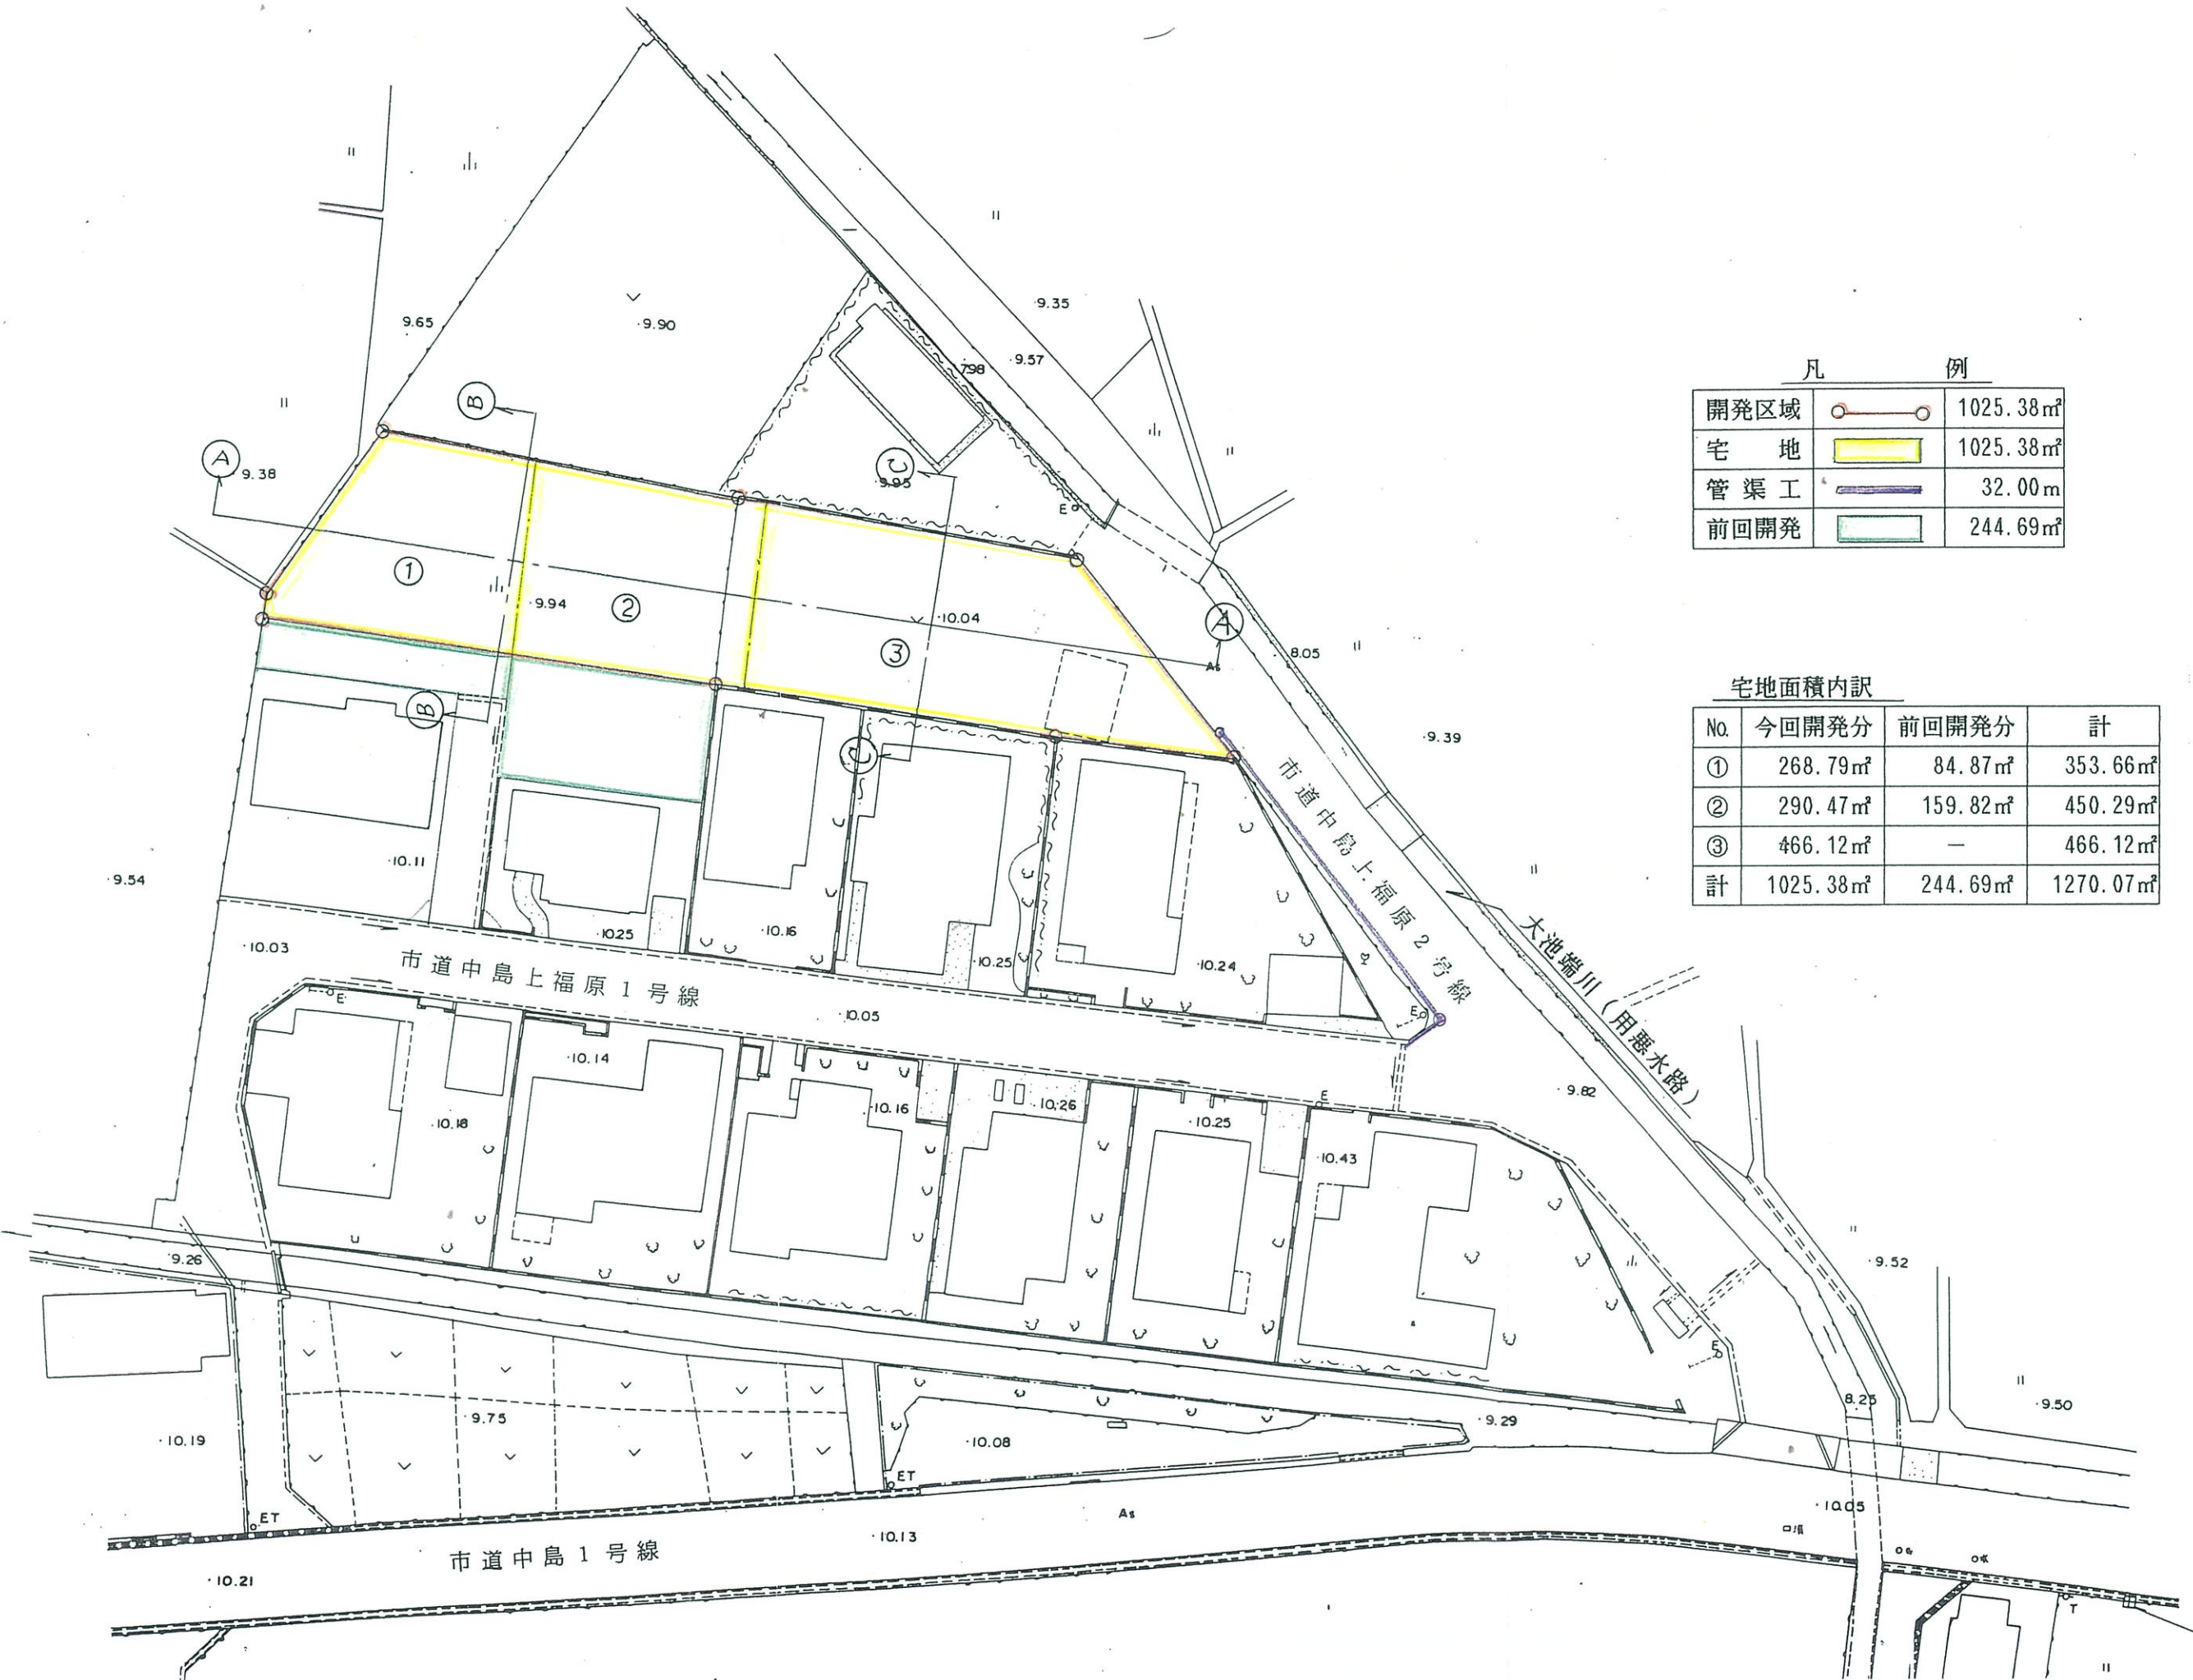 凡 例
開発区域 1025.38㎡
宅 地 1025.38㎡
管渠工 32.00m
前回開発 244.69㎡
宅地面積内訳
No. 今回開発分 前回開発分 計
① 268.79㎡ 84.87㎡ 353.66㎡
② 290.47㎡ 159.82㎡ 450.29㎡
③ 466.12㎡ — 466.12㎡
計 1025.38㎡ 244.69㎡ 1270.07㎡
9.65
9.90
9.35
9.57
7.98
B
A
9.38
C
9.95
E
①
9.94
②
10.04
③
A
As
8.05
B
C
9.39
市道中島上福原2号線
10.11
9.54
10.25
10.16
10.25
10.24
大池端川(用悪水路)
10.03
市道中島上福原1号線
E
10.05
E
10.14
9.82
10.18
10.16
10.26
10.25
E
10.43
9.26
9.52
E
8.25
9.50
9.75
10.19
10.08
9.29
ET
ET
As
10.05
10.13
市道中島1号線
10.21
T